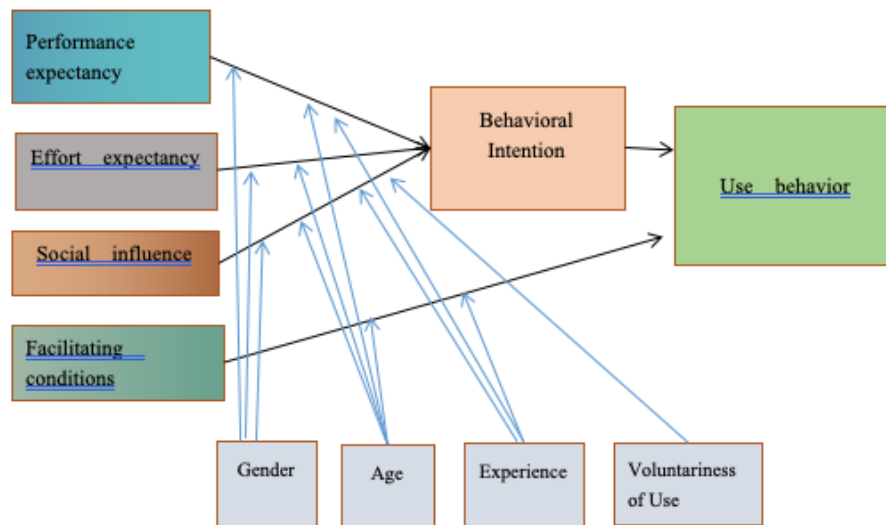 Performance
expectancy
Behavioral
Intention
Effort expectancy
Use behavior
Social influence
Facilitating
conditions
Gender
Age
Experience
Voluntariness
of Use